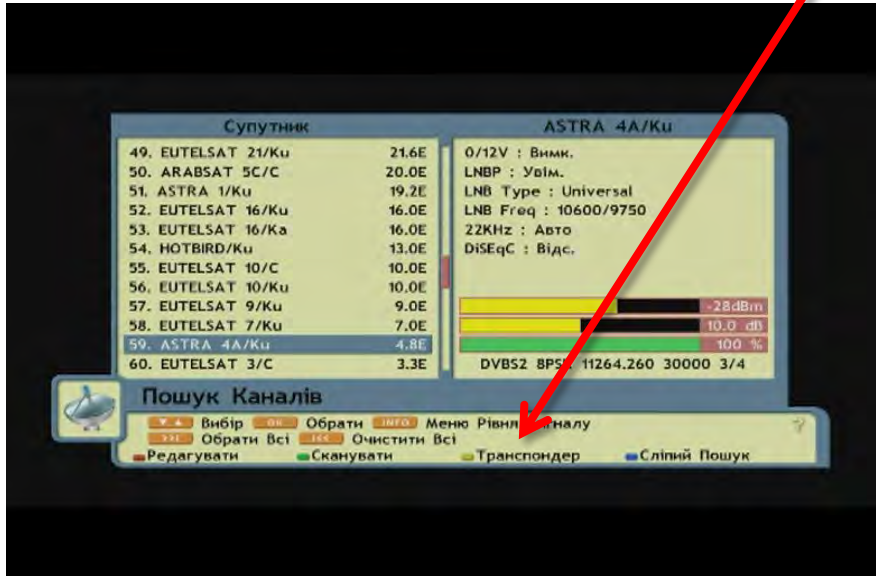 Супутник
49. EUTELSAT 21/Ku 21.6E
50. ARABSAT 5C/C 20.0E
51. ASTRA 1/Ku 19.2E
52. EUTELSAT 16/Ku 16.0E
53. EUTELSAT 16/Ka 16.0E
54. HOTBIRD/Ku 13.0E
55. EUTELSAT 10/C 10.0E
56. EUTELSAT 10/Ku 10.0E
57. EUTELSAT 9/Ku 9.0E
58. EUTELSAT 7/Ku 7.0E
59. ASTRA 4A/Ku 4.8E
60. EUTELSAT 3/C 3.3E
ASTRA 4A/Ku
0/12V : Вимк.
LNBP : Увім.
LNB Type : Universal
LNB Freq : 10600/9750
22KHz : Авто
DiSEqC : Відс.
-28dBm
10.0 dB
100 %
DVBS2 8PSK 11264.260 30000 3/4
Пошук Каналів
Вибір OK Обрати INFO Меню Рівня Сигналу
>>| Обрати Всі |<< Очистити Всі
Редагувати Сканувати Транспондер Сліпий Пошук
?